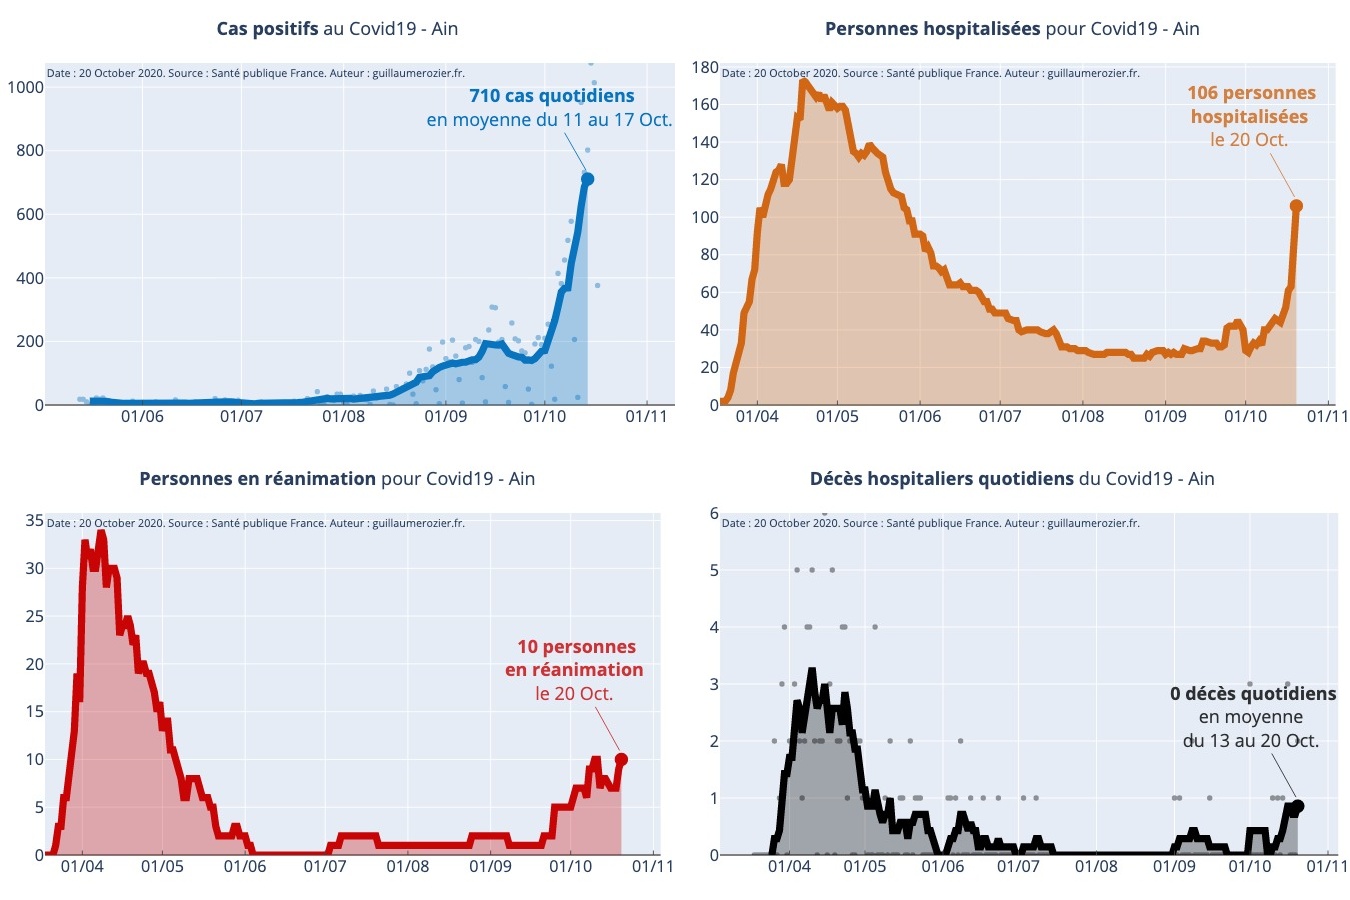 Cas positifs au Covid19 - Ain
Date : 20 October 2020. Source : Santé publique France. Auteur : guillaumerozier.fr.
1000
800
600
400
200
0
710 cas quotidiens
en moyenne du 11 au 17 Oct.
01/06 01/07 01/08 01/09 01/10 01/11
Personnes hospitalisées pour Covid19 - Ain
Date : 20 October 2020. Source : Santé publique France. Auteur : guillaumerozier.fr.
180
160
140
120
100
80
60
40
20
0
106 personnes
hospitalisées
le 20 Oct.
01/04 01/05 01/06 01/07 01/08 01/09 01/10 01/11
Personnes en réanimation pour Covid19 - Ain
Date : 20 October 2020. Source : Santé publique France. Auteur : guillaumerozier.fr.
35
30
25
20
15
10
5
0
10 personnes
en réanimation
le 20 Oct.
01/04 01/05 01/06 01/07 01/08 01/09 01/10 01/11
Décès hospitaliers quotidiens du Covid19 - Ain
Date : 20 October 2020. Source : Santé publique France. Auteur : guillaumerozier.fr.
6
5
4
3
2
1
0
0 décès quotidiens
en moyenne
du 13 au 20 Oct.
01/04 01/05 01/06 01/07 01/08 01/09 01/10 01/11